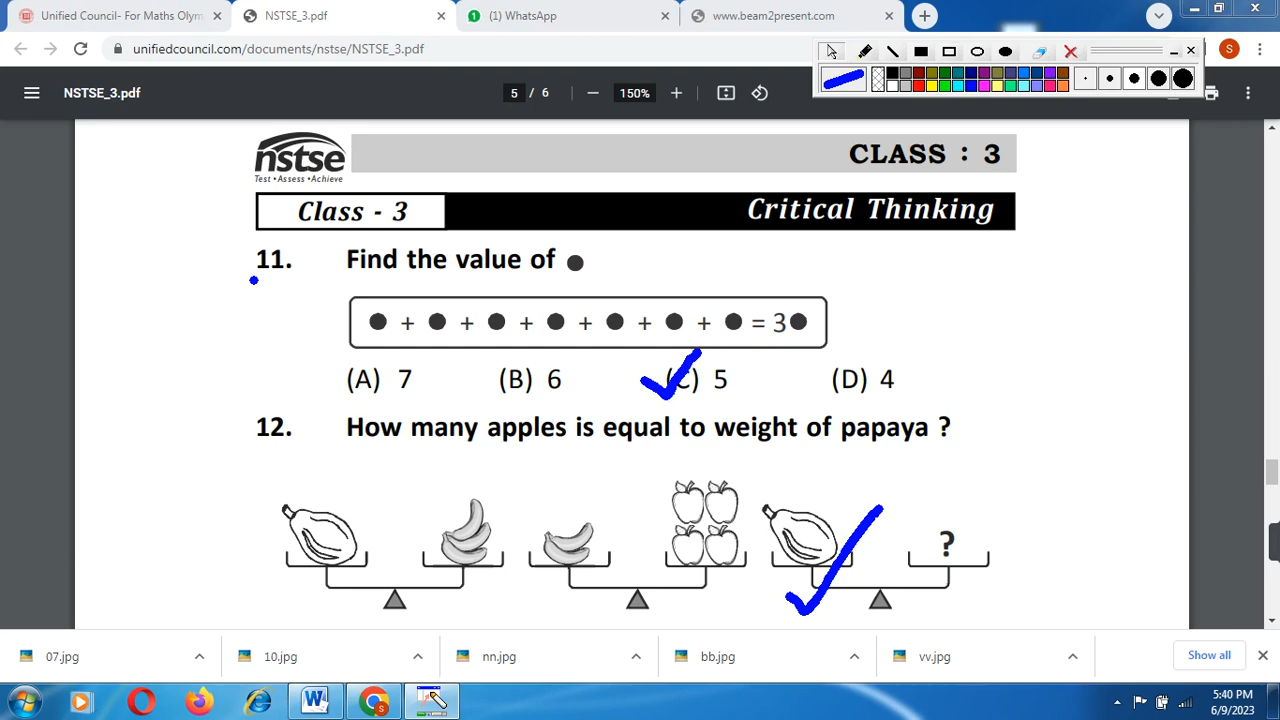 Unified Council- For Maths Olym
NSTSE_3.pdf
1
() WhatsApp
www.beam2present.com
unifiedcouncil.com/documents/nstse/NSTSE_3.pdf
S
NSTSE_3.pdf
5 / 6
150%
nstse
Test • Assess • Achieve
CLASS : 3
Class - 3
Critical Thinking
11. Find the value of ●
● + ● + ● + ● + ● + ● + ● = 3●
(A) 7 (B) 6 (C) 5 (D) 4
12. How many apples is equal to weight of papaya ?
?
07.jpg
10.jpg
nn.jpg
bb.jpg
vv.jpg
Show all
W
S
5:40 PM
6/9/2023